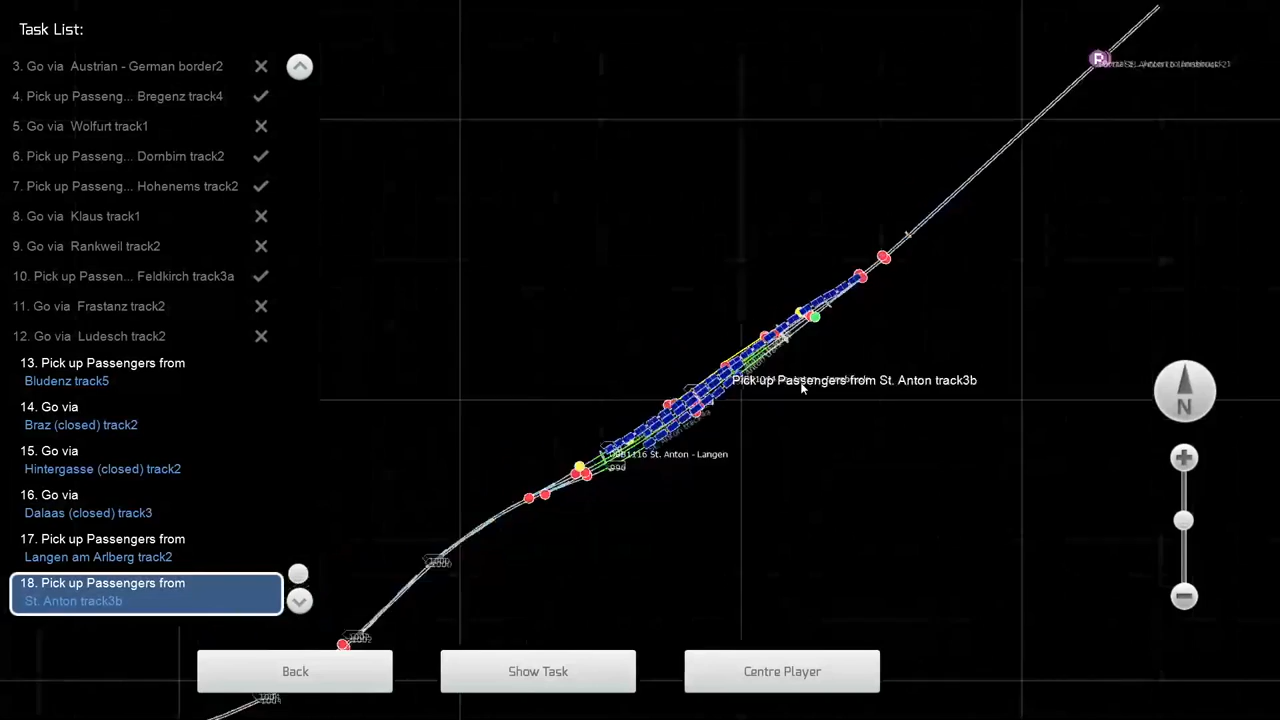 Task List:
3. Go via Austrian - German border2
4. Pick up Passeng... Bregenz track4
5. Go via Wolfurt track1
6. Pick up Passeng... Dornbirn track2
7. Pick up Passeng... Hohenems track2
8. Go via Klaus track1
9. Go via Rankweil track2
10. Pick up Passen... Feldkirch track3a
11. Go via Frastanz track2
12. Go via Ludesch track2
13. Pick up Passengers from
Bludenz track5
14. Go via
Braz (closed) track2
15. Go via
Hintergasse (closed) track2
16. Go via
Dalaas (closed) track3
17. Pick up Passengers from
Langen am Arlberg track2
18. Pick up Passengers from
St. Anton track3b
P
Pick up Passengers from St. Anton track3b
St. Anton - Langen
N
Back
Show Task
Centre Player